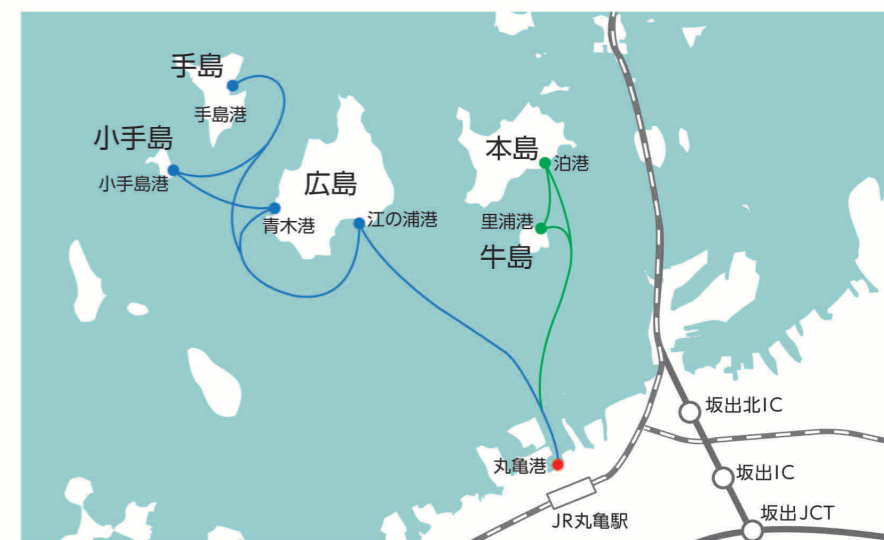 手島
手島港
小手島
小手島港
広島
青木港
江の浦港
本島
泊港
里浦港
牛島
丸亀港
JR丸亀駅
坂出北IC
坂出IC
坂出JCT